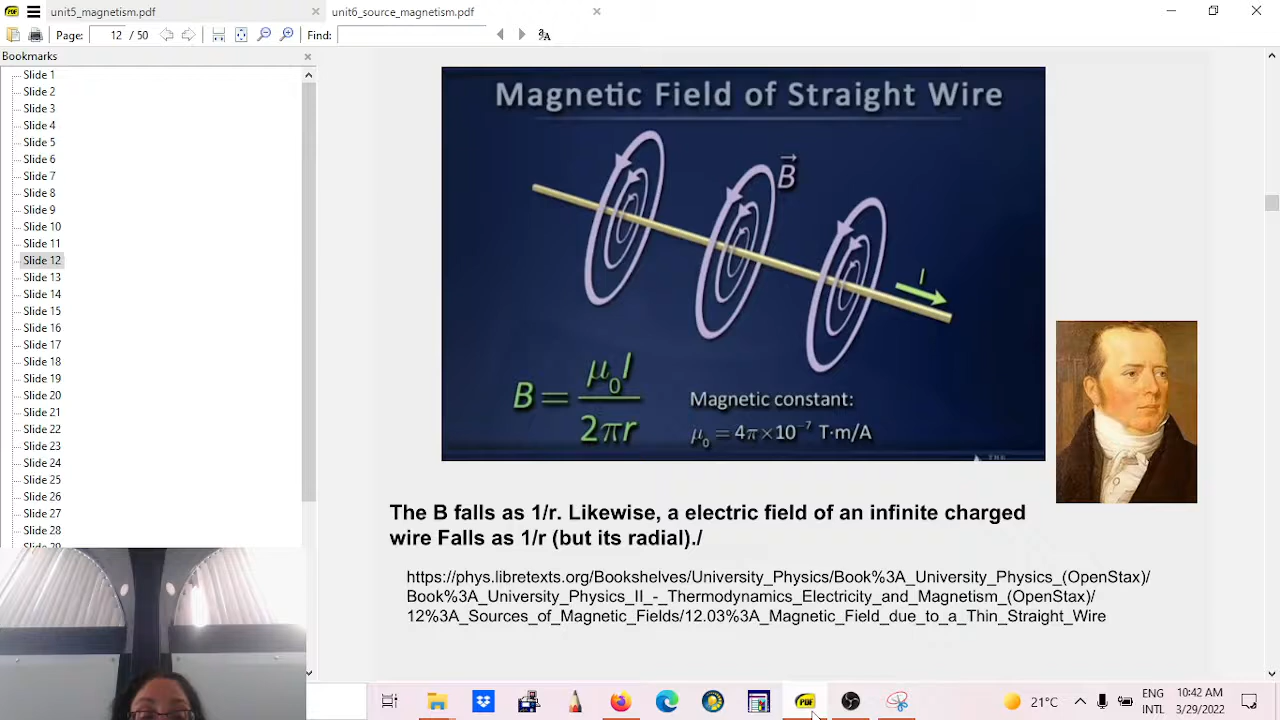 unit5_magnetism.pdf
unit6_source_magnetism.pdf
Page: 12 / 50
Find:
Bookmarks
Slide 1
Slide 2
Slide 3
Slide 4
Slide 5
Slide 6
Slide 7
Slide 8
Slide 9
Slide 10
Slide 11
Slide 12
Slide 13
Slide 14
Slide 15
Slide 16
Slide 17
Slide 18
Slide 19
Slide 20
Slide 21
Slide 22
Slide 23
Slide 24
Slide 25
Slide 26
Slide 27
Slide 28
Slide 29
Magnetic Field of Straight Wire
B⃗
I
B = μ₀I / 2πr
Magnetic constant:
μ₀ = 4π×10⁻⁷ T·m/A
The B falls as 1/r. Likewise, a electric field of an infinite charged
wire Falls as 1/r (but its radial)./
https://phys.libretexts.org/Bookshelves/University_Physics/Book%3A_University_Physics_(OpenStax)/
Book%3A_University_Physics_II_-_Thermodynamics_Electricity_and_Magnetism_(OpenStax)/
12%3A_Sources_of_Magnetic_Fields/12.03%3A_Magnetic_Field_due_to_a_Thin_Straight_Wire
PDF
21°C
ENG
INTL
10:42 AM
3/29/2022